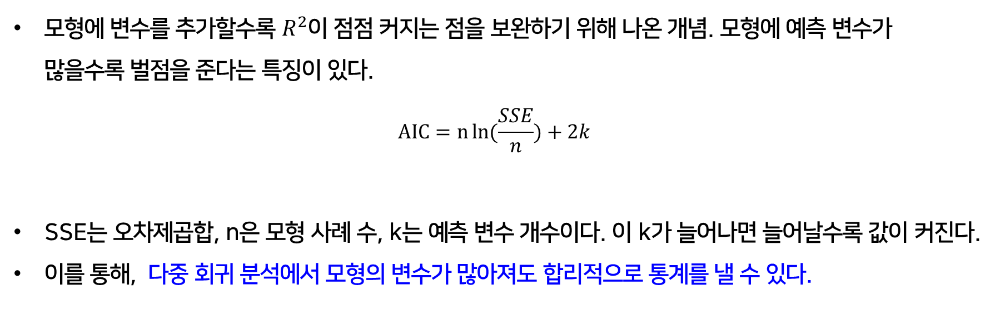 • 모형에 변수를 추가할수록 R²이 점점 커지는 점을 보완하기 위해 나온 개념. 모형에 예측 변수가
많을수록 벌점을 준다는 특징이 있다.
AIC = n ln(SSE/n) + 2k
• SSE는 오차제곱합, n은 모형 사례 수, k는 예측 변수 개수이다. 이 k가 늘어나면 늘어날수록 값이 커진다.
• 이를 통해, 다중 회귀 분석에서 모형의 변수가 많아져도 합리적으로 통계를 낼 수 있다.